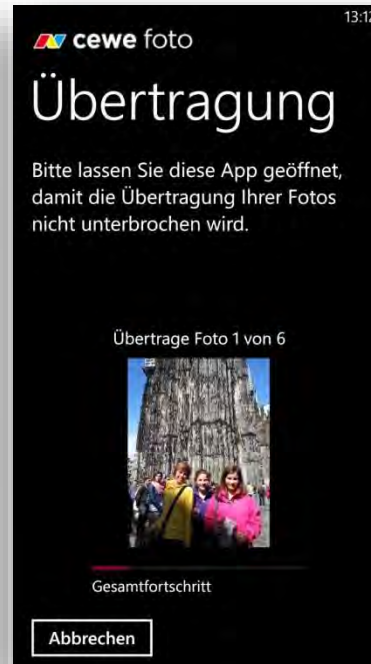 13:12
cewe foto
Übertragung
Bitte lassen Sie diese App geöffnet,
damit die Übertragung Ihrer Fotos
nicht unterbrochen wird.
Übertrage Foto 1 von 6
Gesamtfortschritt
Abbrechen